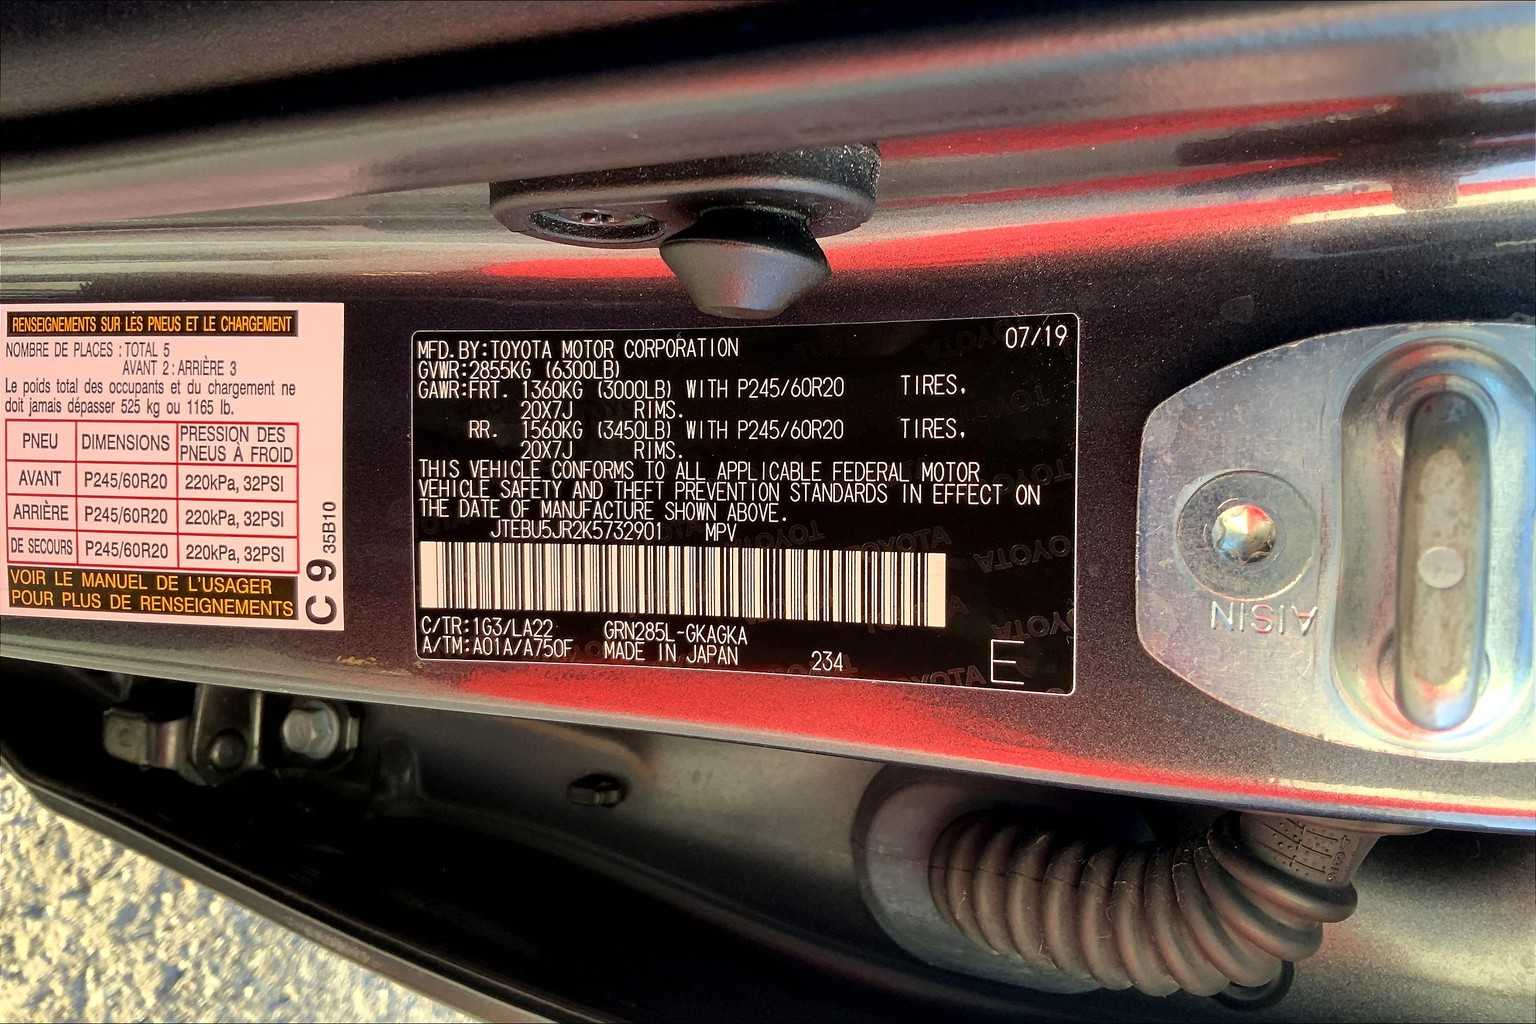 RENSEIGNEMENTS SUR LES PNEUS ET LE CHARGEMENT
NOMBRE DE PLACES : TOTAL 5
AVANT 2 : ARRIÈRE 3
Le poids total des occupants et du chargement ne
doit jamais dépasser 525 kg ou 1165 lb.
PNEU DIMENSIONS PRESSION DES PNEUS À FROID
AVANT P245/60R20 220kPa, 32PSI
ARRIÈRE P245/60R20 220kPa, 32PSI
DE SECOURS P245/60R20 220kPa, 32PSI
VOIR LE MANUEL DE L'USAGER
POUR PLUS DE RENSEIGNEMENTS
C 9 35B10
MFD. BY:TOYOTA MOTOR CORPORATION 07/19
GVWR:2855KG (6300LB)
GAWR:FRT. 1360KG (3000LB) WITH P245/60R20 TIRES,
20X7J RIMS.
RR. 1560KG (3450LB) WITH P245/60R20 TIRES,
20X7J RIMS.
THIS VEHICLE CONFORMS TO ALL APPLICABLE FEDERAL MOTOR
VEHICLE SAFETY AND THEFT PREVENTION STANDARDS IN EFFECT ON
THE DATE OF MANUFACTURE SHOWN ABOVE.
JTEBU5JR2K5732901 MPV
C/TR:1G3/LA22 GRN285L-GKAGKA
A/TM:A01A/A750F MADE IN JAPAN 234 E
AISIN